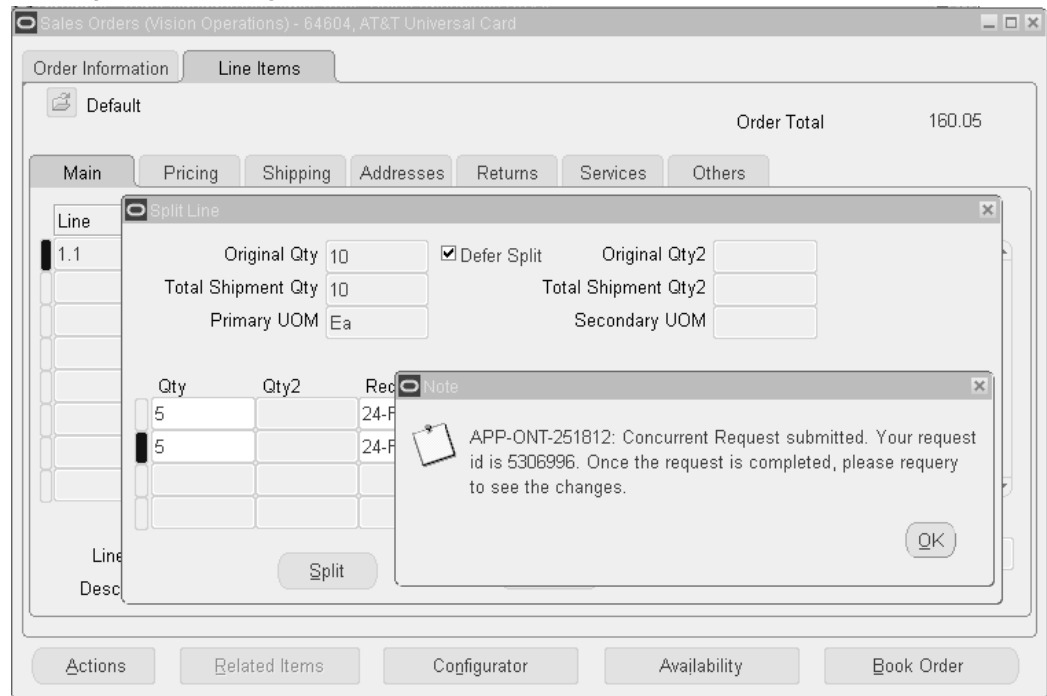 Sales Orders (Vision Operations) - 64604, AT&T Universal Card
Order Information Line Items
Default
Order Total 160.05
Main Pricing Shipping Addresses Returns Services Others
Line
Split Line
1.1
Original Qty 10 Defer Split Original Qty2
Total Shipment Qty 10 Total Shipment Qty2
Primary UOM Ea Secondary UOM
Qty Qty2
Note
5 24-F
5 24-F
APP-ONT-251812: Concurrent Request submitted. Your request
id is 5306996. Once the request is completed, please requery
to see the changes.
OK
Line
Split
Actions Related Items Configurator Availability Book Order